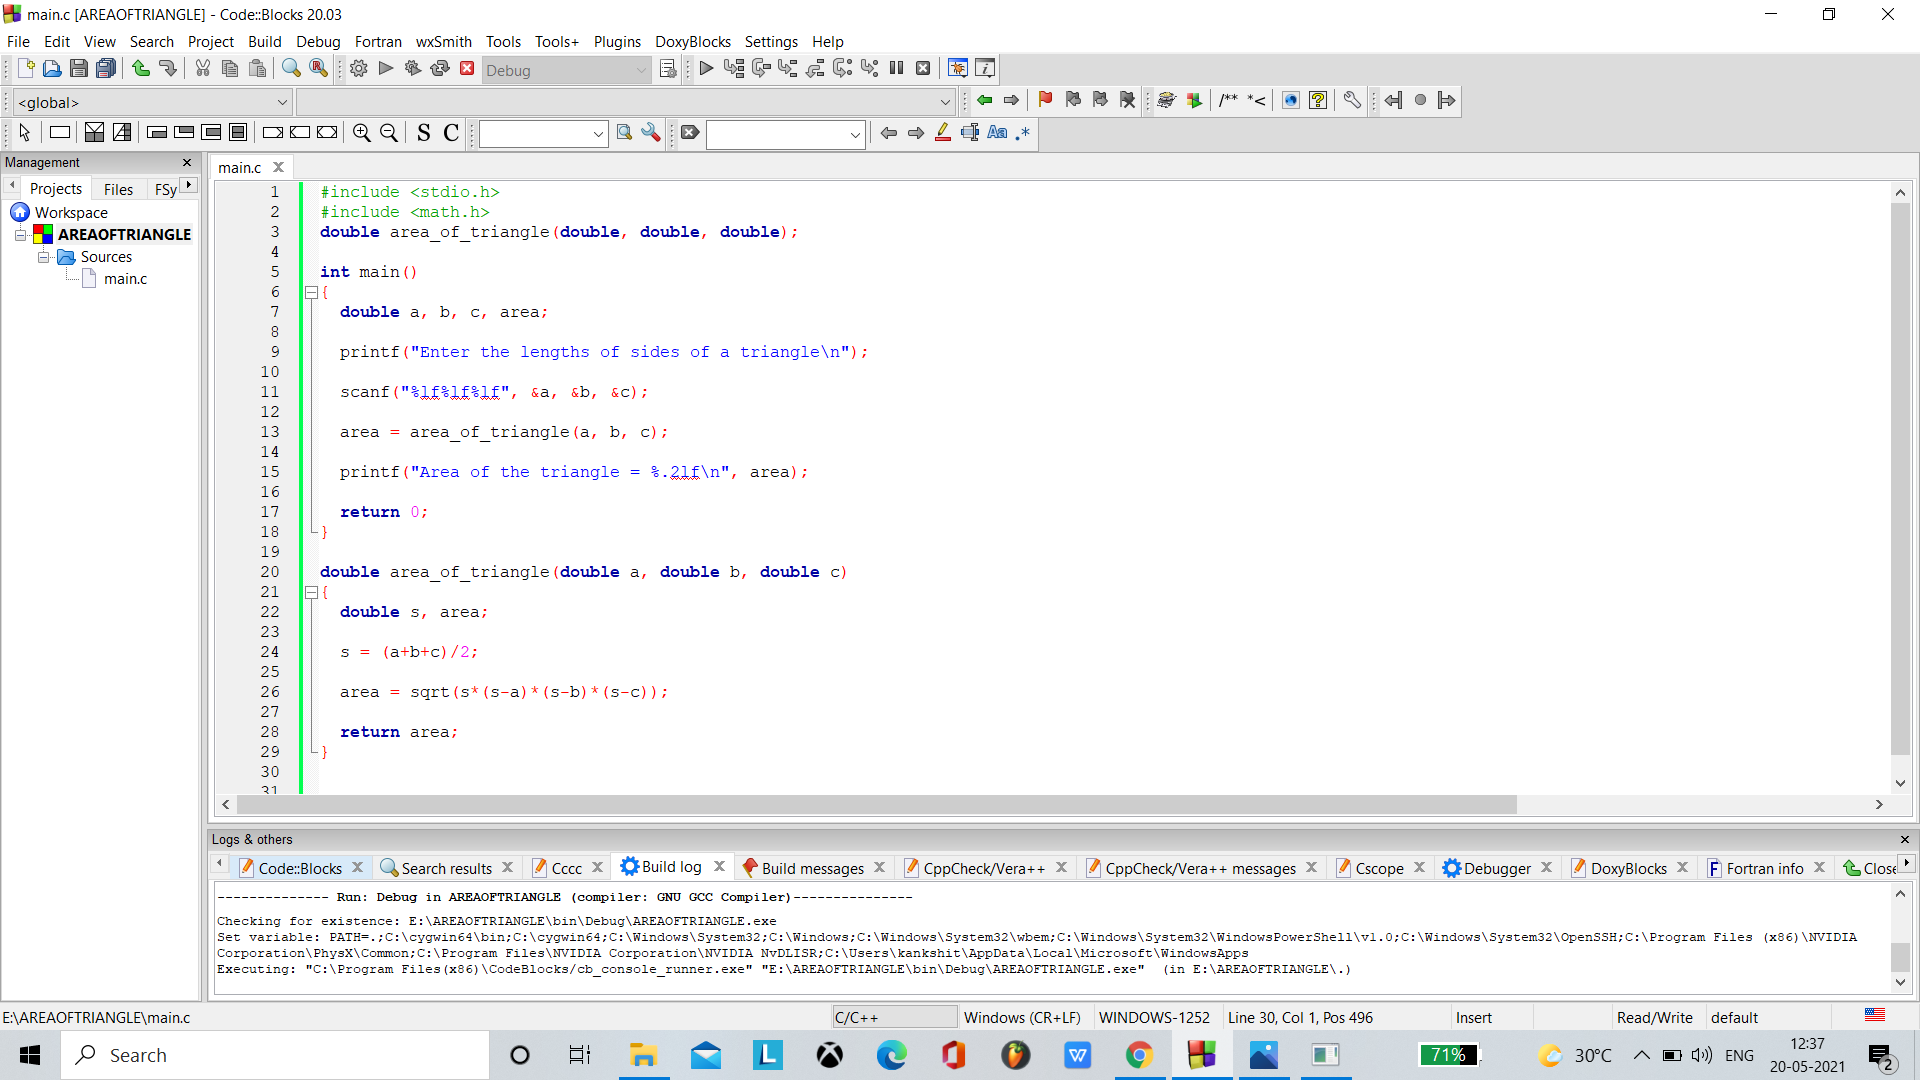 main.c [AREAOFTRIANGLE] - Code::Blocks 20.03
File Edit View Search Project Build Debug Fortran wxSmith Tools Tools+ Plugins DoxyBlocks Settings Help
Debug
<global>
/** *<
S C
Aa .*
Management
Projects Files FSy
Workspace
AREAOFTRIANGLE
Sources
main.c
main.c
1 #include <stdio.h>
2 #include <math.h>
3 double area_of_triangle(double, double, double);
4
5 int main()
6 {
7 double a, b, c, area;
8
9 printf("Enter the lengths of sides of a triangle\n");
10
11 scanf("%lf%lf%lf", &a, &b, &c);
12
13 area = area_of_triangle(a, b, c);
14
15 printf("Area of the triangle = %.2lf\n", area);
16
17 return 0;
18 }
19
20 double area_of_triangle(double a, double b, double c)
21 {
22 double s, area;
23
24 s = (a+b+c)/2;
25
26 area = sqrt(s*(s-a)*(s-b)*(s-c));
27
28 return area;
29 }
30
31
Logs & others
Code::Blocks Search results Cccc Build log Build messages CppCheck/Vera++ CppCheck/Vera++ messages Cscope Debugger DoxyBlocks Fortran info Close
-------------- Run: Debug in AREAOFTRIANGLE (compiler: GNU GCC Compiler)---------------
Checking for existence: E:\AREAOFTRIANGLE\bin\Debug\AREAOFTRIANGLE.exe
Set variable: PATH=.;C:\cygwin64\bin;C:\cygwin64;C:\Windows\System32;C:\Windows;C:\Windows\System32\wbem;C:\Windows\System32\WindowsPowerShell\v1.0;C:\Windows\System32\OpenSSH;C:\Program Files (x86)\NVIDIA
Corporation\PhysX\Common;C:\Program Files\NVIDIA Corporation\NVIDIA NvDLISR;C:\Users\kankshit\AppData\Local\Microsoft\WindowsApps
Executing: "C:\Program Files(x86)\CodeBlocks/cb_console_runner.exe" "E:\AREAOFTRIANGLE\bin\Debug\AREAOFTRIANGLE.exe" (in E:\AREAOFTRIANGLE\.)
E:\AREAOFTRIANGLE\main.c C/C++ Windows (CR+LF) WINDOWS-1252 Line 30, Col 1, Pos 496 Insert Read/Write default
Search 71% 30°C ENG 12:37
20-05-2021 2